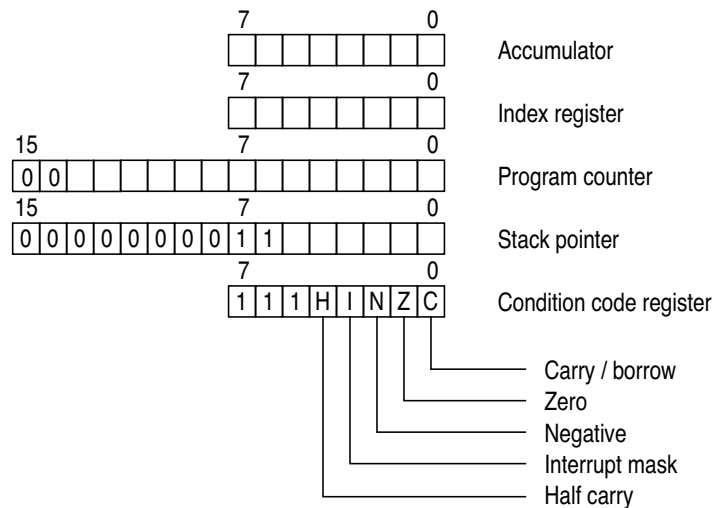 7 0
Accumulator
7 0
Index register
15 7 0
0 0 Program counter
15 7 0
0 0 0 0 0 0 0 0 1 1 Stack pointer
7 0
1 1 1 H I N Z C Condition code register
Carry / borrow
Zero
Negative
Interrupt mask
Half carry